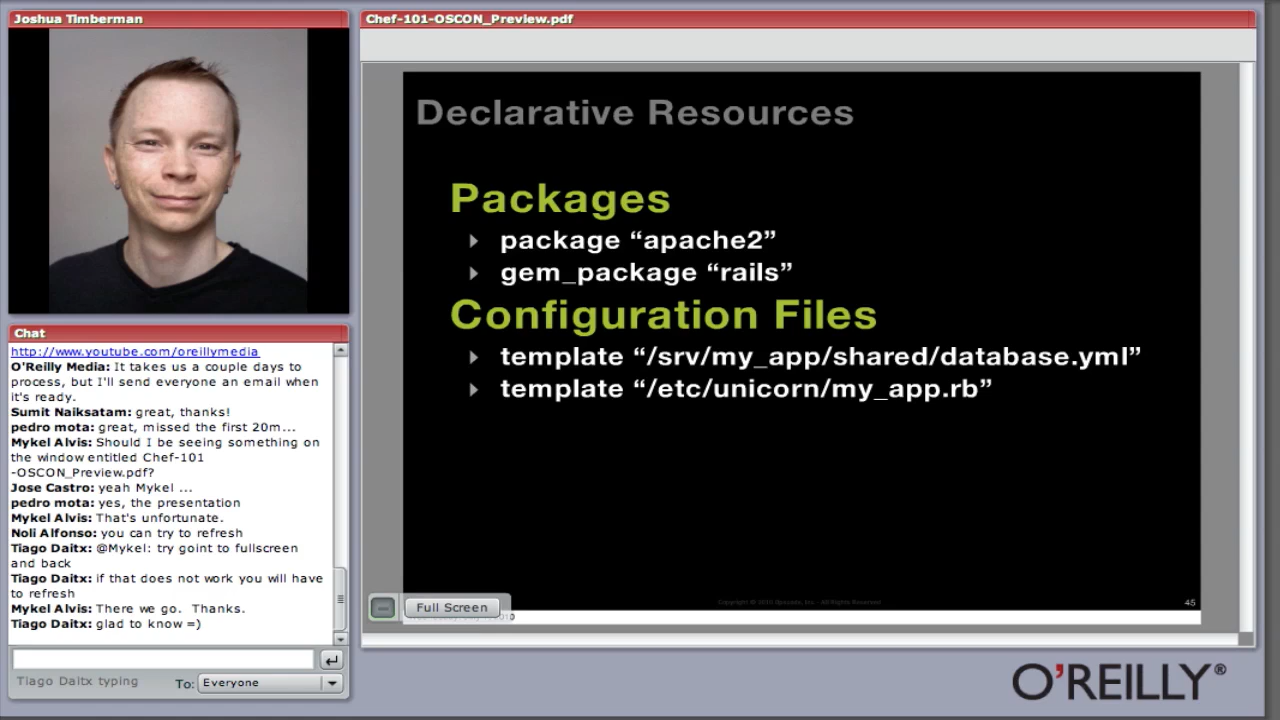 Joshua Timberman
Chat
http://www.youtube.com/oreillymedia
O'Reilly Media: It takes us a couple days to
process, but I'll send everyone an email when
it's ready.
Sumit Naiksatam: great, thanks!
pedro mota: great, missed the first 20m...
Mykel Alvis: Should I be seeing something on
the window entitled Chef-101
-OSCON_Preview.pdf?
Jose Castro: yeah Mykel ...
pedro mota: yes, the presentation
Mykel Alvis: That's unfortunate.
Noli Alfonso: you can try to refresh
Tiago Daitx: @Mykel: try goint to fullscreen
and back
Tiago Daitx: if that does not work you will have
to refresh
Mykel Alvis: There we go. Thanks.
Tiago Daitx: glad to know =)
Tiago Daitx typing
To: Everyone
Chef-101-OSCON_Preview.pdf
Declarative Resources
Packages
package “apache2”
gem_package “rails”
Configuration Files
template “/srv/my_app/shared/database.yml”
template “/etc/unicorn/my_app.rb”
Copyright © 2010 Opscode, Inc - All Rights Reserved
45
Full Screen
O'REILLY®